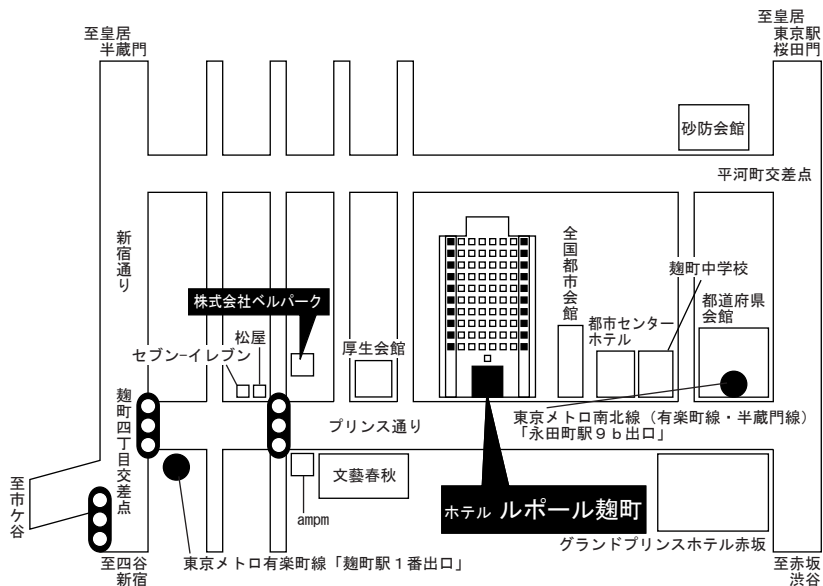 至皇居
半蔵門
至皇居
東京駅
桜田門
砂防会館
平河町交差点
新宿通り
全国都市会館
麹町中学校
株式会社ベルパーク
都道府県
会館
都市センター
ホテル
松屋
セブン-イレブン
厚生会館
麹町四丁目交差点
プリンス通り
東京メトロ南北線（有楽町線・半蔵門線）
「永田町駅９ｂ出口」
至市ケ谷
文藝春秋
ampm
ホテル ルポール麹町
グランドプリンスホテル赤坂
至四谷
新宿
東京メトロ有楽町線「麹町駅１番出口」
至赤坂
渋谷